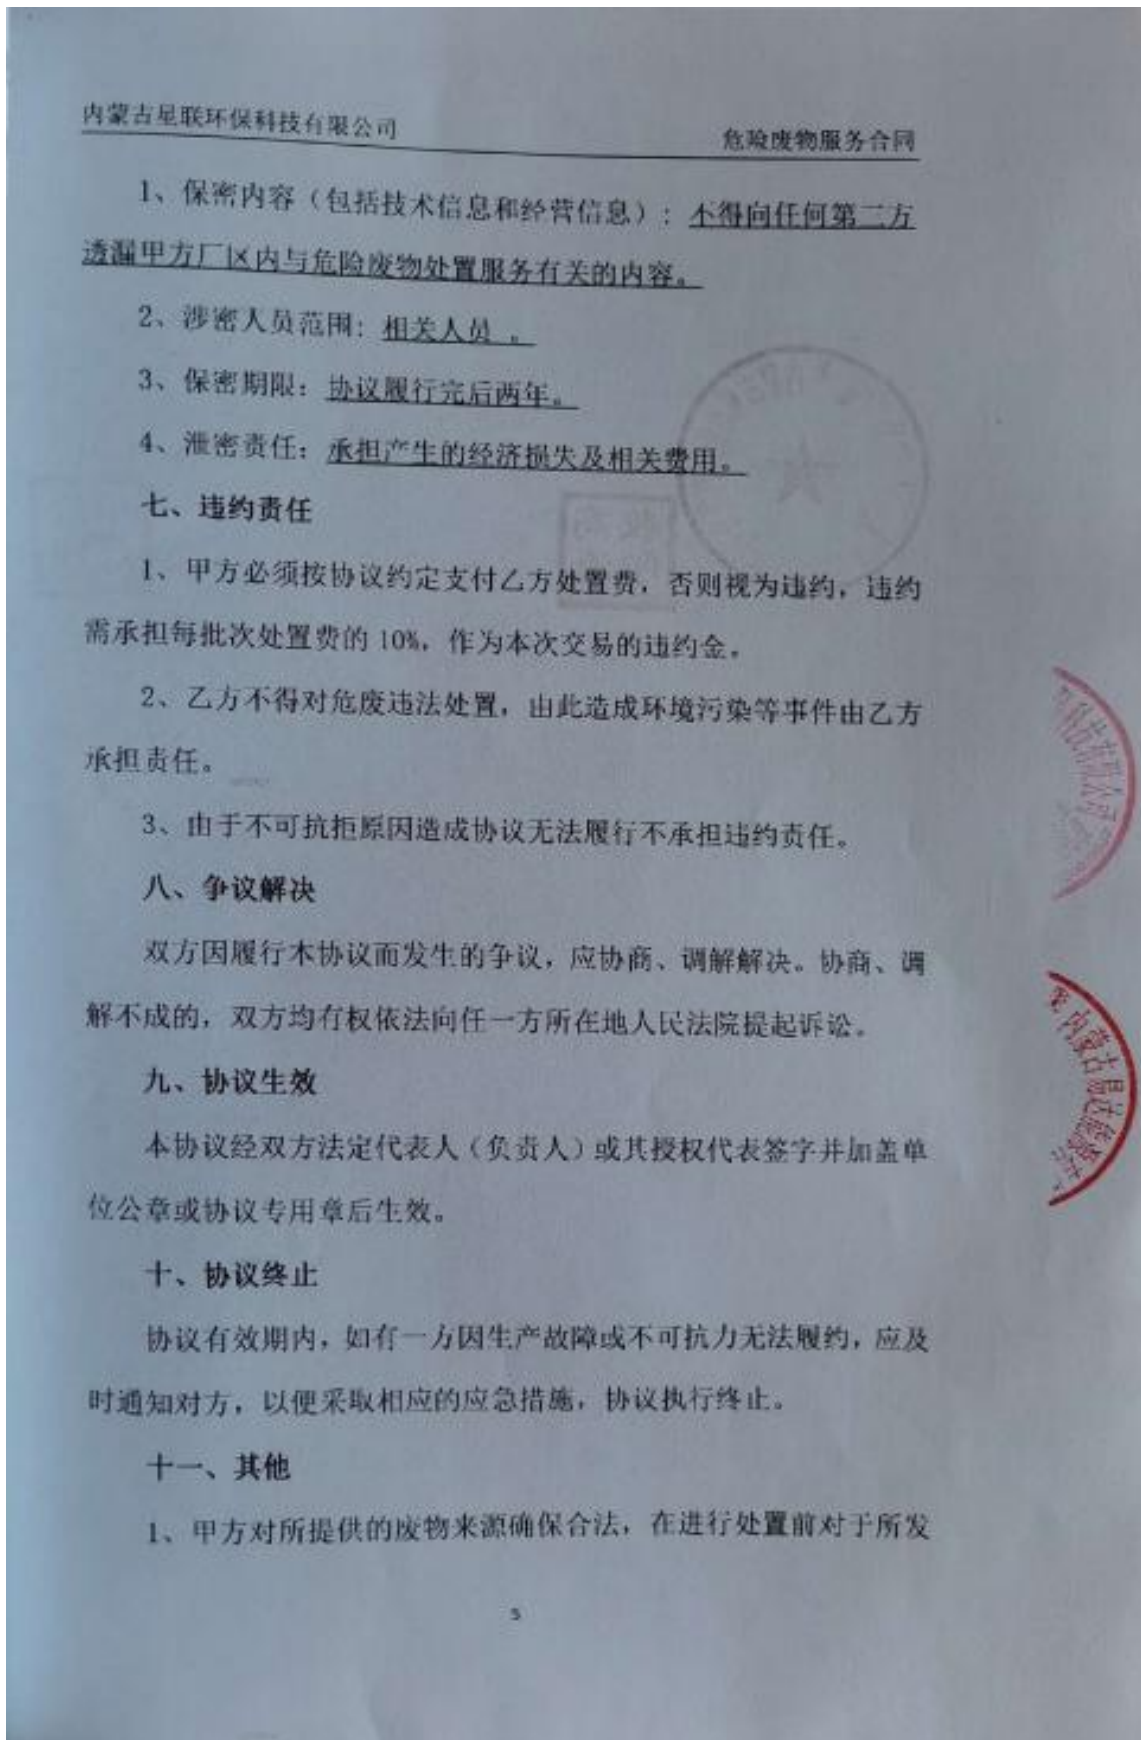 内蒙古星联环保科技有限公司
危险废物服务合同
1、保密内容（包括技术信息和经营信息）：不得向任何第三方
透漏甲方厂区内与危险废物处置服务有关的内容。
2、涉密人员范围：相关人员 。
3、保密期限：协议履行完后两年。
4、泄密责任：承担产生的经济损失及相关费用。
七、违约责任
1、甲方必须按协议约定支付乙方处置费，否则视为违约，违约
需承担每批次处置费的 10%，作为本次交易的违约金。
2、乙方不得对危废违法处置，由此造成环境污染等事件由乙方
承担责任。
3、由于不可抗拒原因造成协议无法履行不承担违约责任。
八、争议解决
双方因履行本协议而发生的争议，应协商、调解解决。协商、调
解不成的，双方均有权依法向任一方所在地人民法院提起诉讼。
九、协议生效
本协议经双方法定代表人（负责人）或其授权代表签字并加盖单
位公章或协议专用章后生效。
十、协议终止
协议有效期内，如有一方因生产故障或不可抗力无法履约，应及
时通知对方，以便采取相应的应急措施，协议执行终止。
十一、其他
1、甲方对所提供的废物来源确保合法，在进行处置前对于所发
5
科技有限公司
内蒙古易达能源